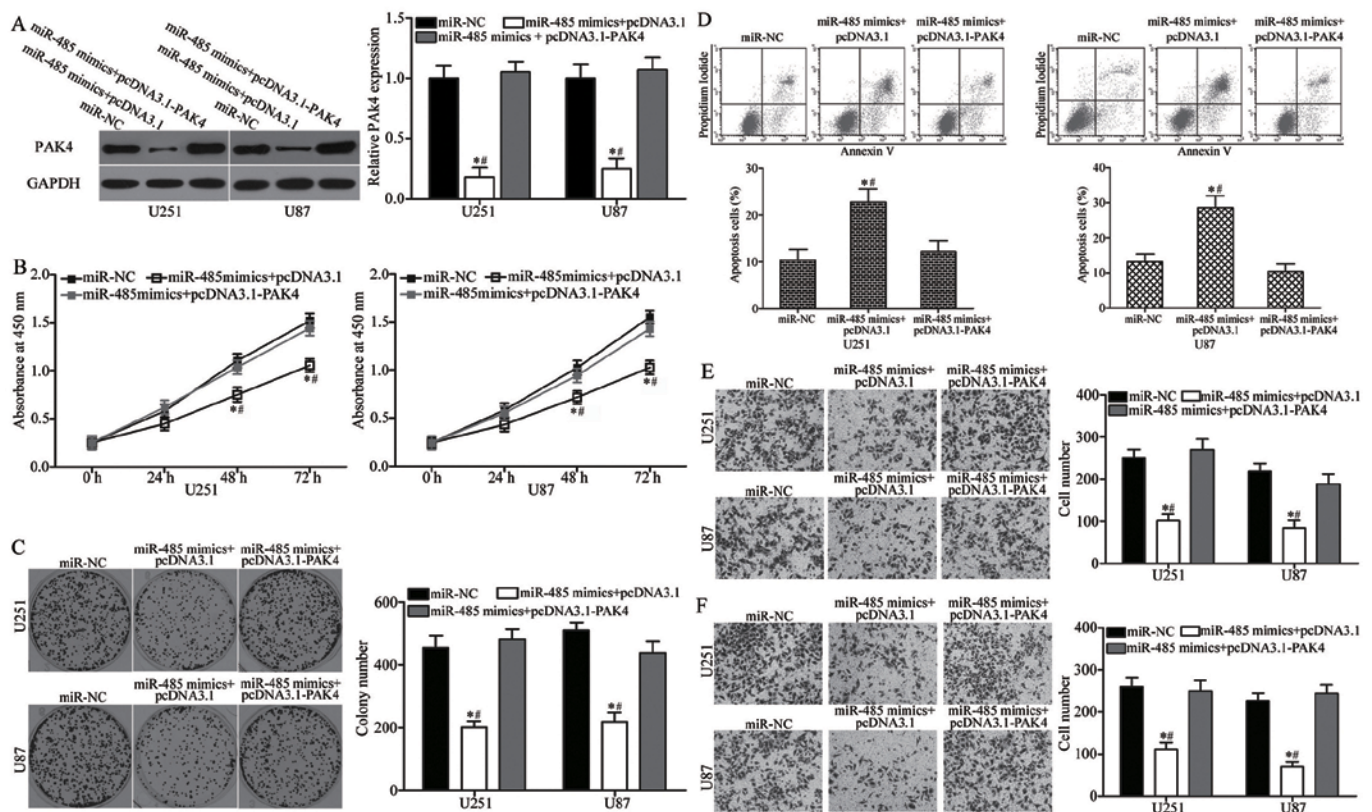 A
miR-485 mimics+pcDNA3.1-PAK4
miR-485 mimics+pcDNA3.1
miR-NC
miR-485 mimics+pcDNA3.1-PAK4
miR-485 mimics+pcDNA3.1
miR-NC
PAK4
GAPDH
U251 U87
miR-NC miR-485 mimics+pcDNA3.1
miR-485 mimics + pcDNA3.1-PAK4
Relative PAK4 expression
1.5
1.0
0.5
0.0
*# *#
U251 U87
B
miR-NC miR-485mimics+pcDNA3.1
miR-485mimics+pcDNA3.1-PAK4
Absorbance at 450 nm
2.0
1.5
1.0
0.5
0.0
*# *#
0 h 24 h 48 h 72 h
U251
miR-NC miR-485mimics+pcDNA3.1
miR-485mimics+pcDNA3.1-PAK4
Absorbance at 450 nm
2.0
1.5
1.0
0.5
0.0
*# *#
0 h 24 h 48 h 72 h
U87
C
miR-NC miR-485 mimics+ pcDNA3.1 miR-485 mimics+ pcDNA3.1-PAK4
U251
miR-NC miR-485 mimics+ pcDNA3.1 miR-485 mimics+ pcDNA3.1-PAK4
U87
miR-NC miR-485 mimics+pcDNA3.1
miR-485 mimics+pcDNA3.1-PAK4
Colony number
600
400
200
0
*# *#
U251 U87
D
miR-NC miR-485 mimics+ pcDNA3.1 miR-485 mimics+ pcDNA3.1-PAK4
Propidium Iodide
Annexin V
miR-NC miR-485 mimics+ pcDNA3.1 miR-485 mimics+ pcDNA3.1-PAK4
Propidium Iodide
Annexin V
Apoptosis cells (%)
30
20
10
0
*#
miR-NC miR-485 mimics+ pcDNA3.1 miR-485 mimics+ pcDNA3.1-PAK4
U251
Apoptosis cells (%)
40
30
20
10
0
*#
miR-NC miR-485 mimics+ pcDNA3.1 miR-485 mimics+ pcDNA3.1-PAK4
U87
E
miR-NC miR-485 mimics+ pcDNA3.1 miR-485 mimics+ pcDNA3.1-PAK4
U251
miR-NC miR-485 mimics+ pcDNA3.1 miR-485 mimics+ pcDNA3.1-PAK4
U87
miR-NC miR-485 mimics+pcDNA3.1
miR-485 mimics+pcDNA3.1-PAK4
Cell number
400
300
200
100
0
*# *#
U251 U87
F
miR-NC miR-485 mimics+ pcDNA3.1 miR-485 mimics+ pcDNA3.1-PAK4
U251
miR-NC miR-485 mimics+ pcDNA3.1 miR-485 mimics+ pcDNA3.1-PAK4
U87
miR-NC miR-485 mimics+pcDNA3.1
miR-485 mimics+pcDNA3.1-PAK4
Cell number
400
300
200
100
0
*# *#
U251 U87